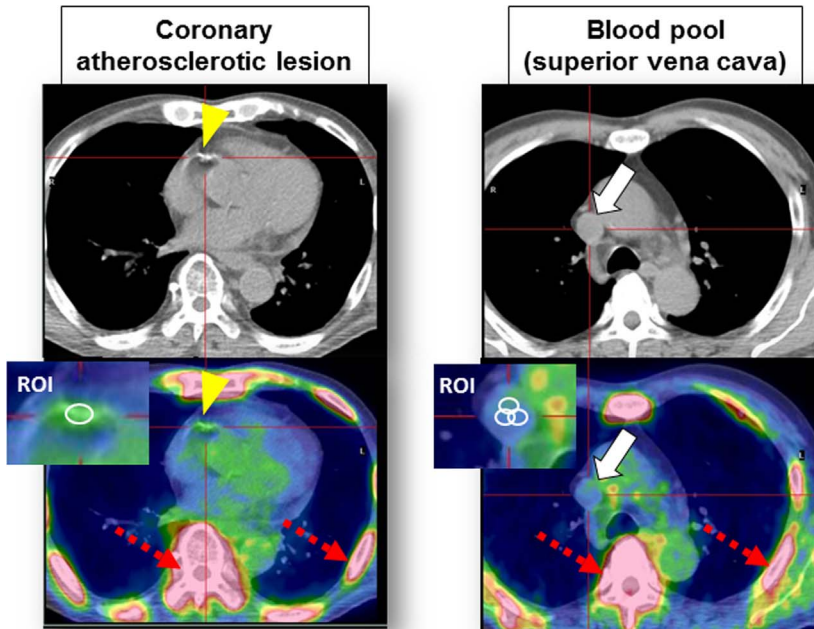 Coronary
atherosclerotic lesion
Blood pool
(superior vena cava)
R
L
R
L
ROI
L
ROI
L